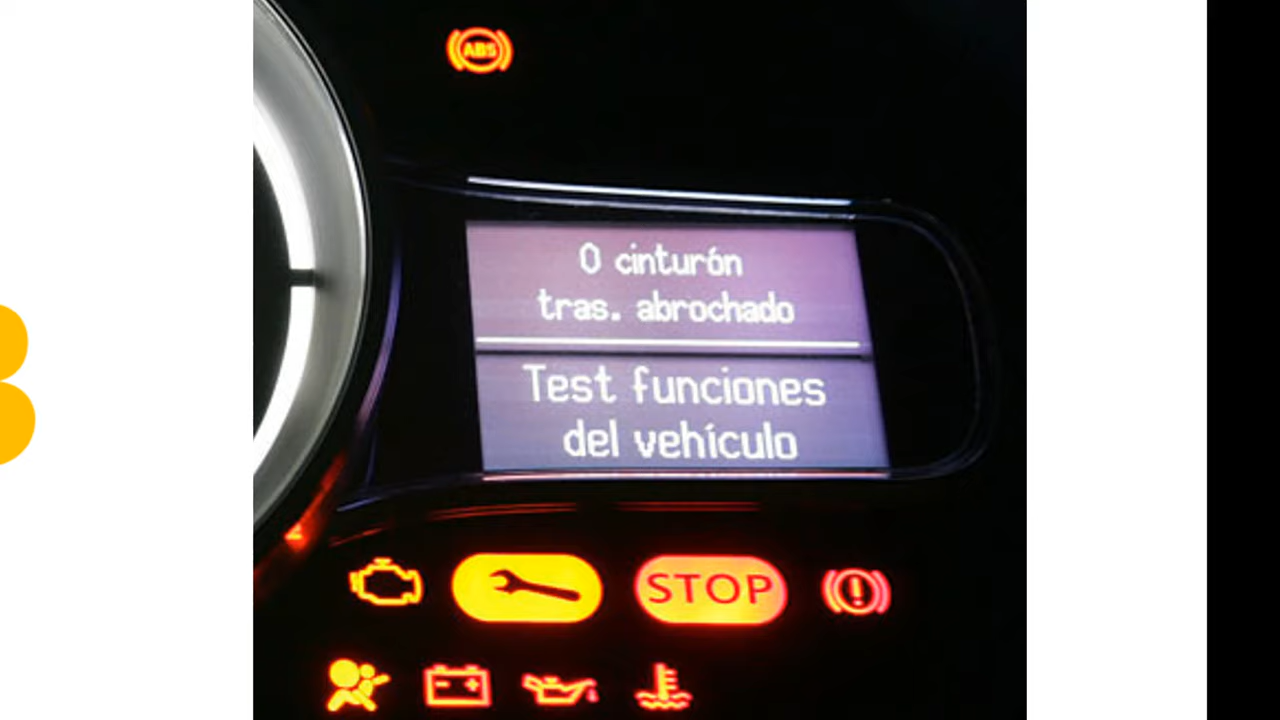 ABS
0 cinturón
tras. abrochado
Test funciones
del vehículo
STOP